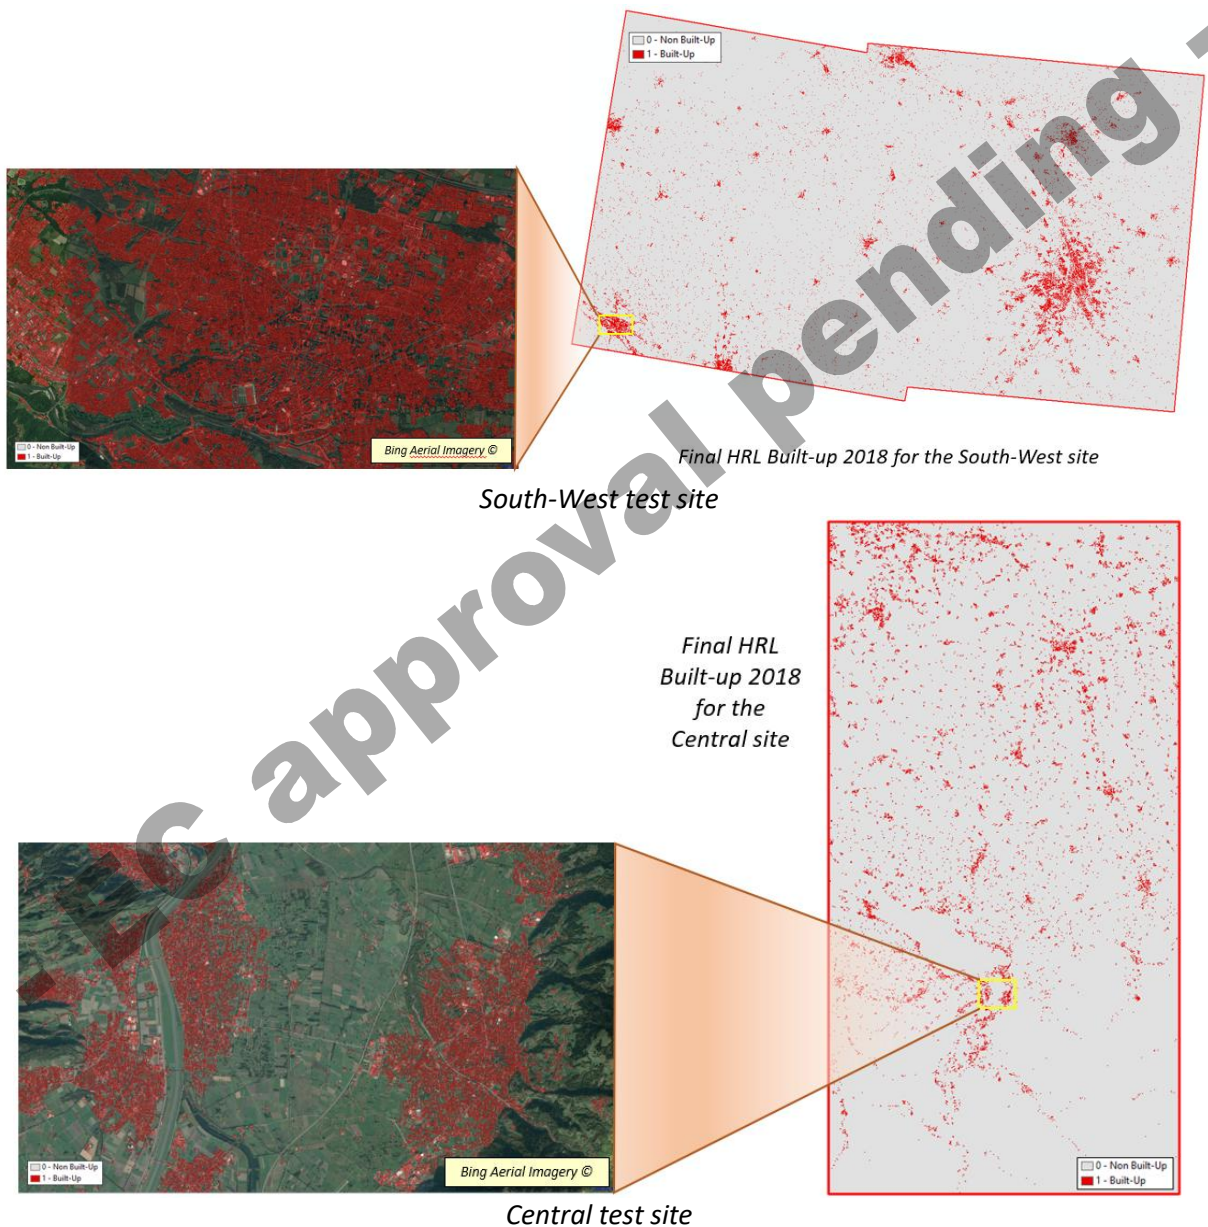 0 - Non Built-Up
1 - Built-Up
0 - Non Built-Up
1 - Built-Up
Bing Aerial Imagery ©
Final HRL Built-up 2018 for the South-West site
South-West test site
Final HRL
Built-up 2018
for the
Central site
EC approval pending
0 - Non Built-Up
1 - Built-Up
Bing Aerial Imagery ©
0 - Non Built-Up
1 - Built-Up
Central test site